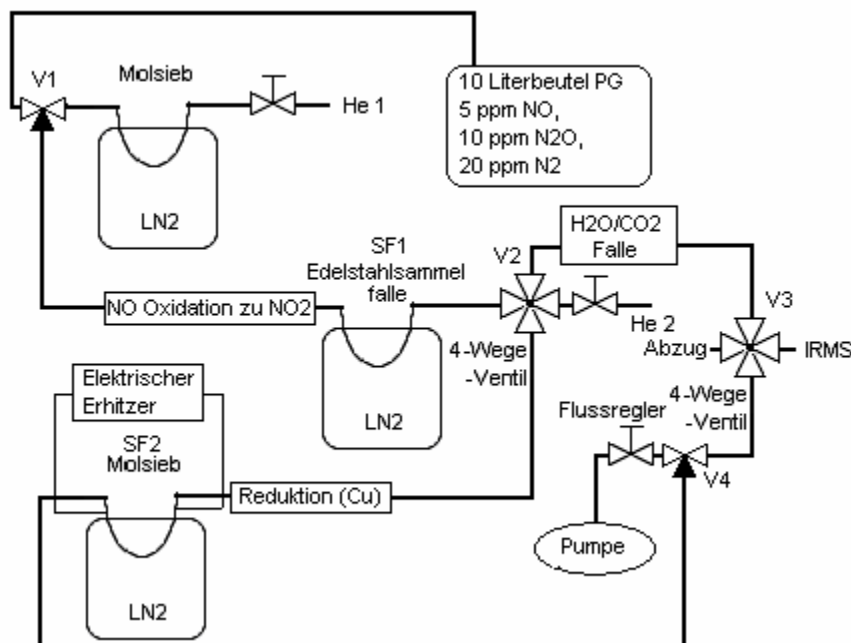 V1
Molsieb
He 1
10 Literbeutel PG
5 ppm NO,
10 ppm N2O,
20 ppm N2
LN2
SF1
Edelstahlsammel
falle
V2
H2O/CO2
Falle
V3
NO Oxidation zu NO2
He 2
Abzug
IRMS
4-Wege
-Ventil
LN2
Elektrischer
Erhitzer
SF2
Molsieb
Flussregler
4-Wege
-Ventil
V4
Reduktion (Cu)
Pumpe
LN2